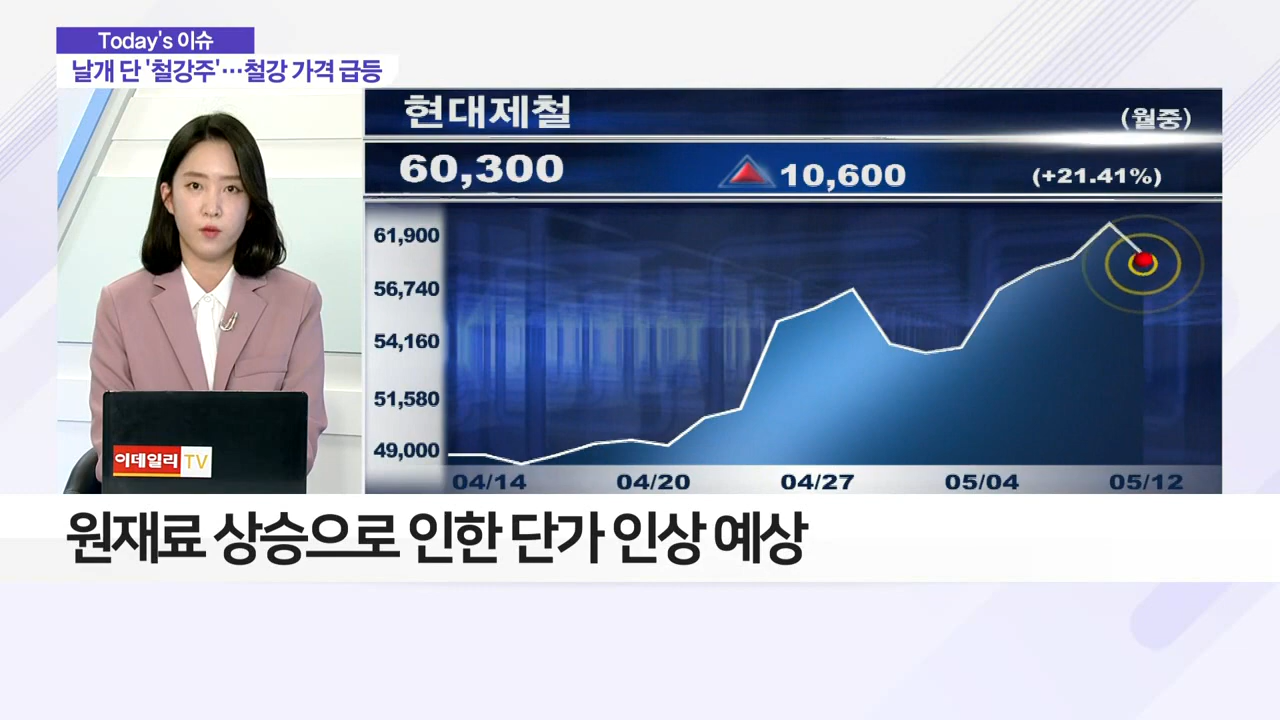 Today's 이슈
날개 단 '철강주'…철강 가격 급등
현대제철
(월중)
60,300
▲ 10,600
(+21.41%)
61,900
56,740
54,160
51,580
49,000
04/14 04/20 04/27 05/04 05/12
이데일리 TV
원재료 상승으로 인한 단가 인상 예상